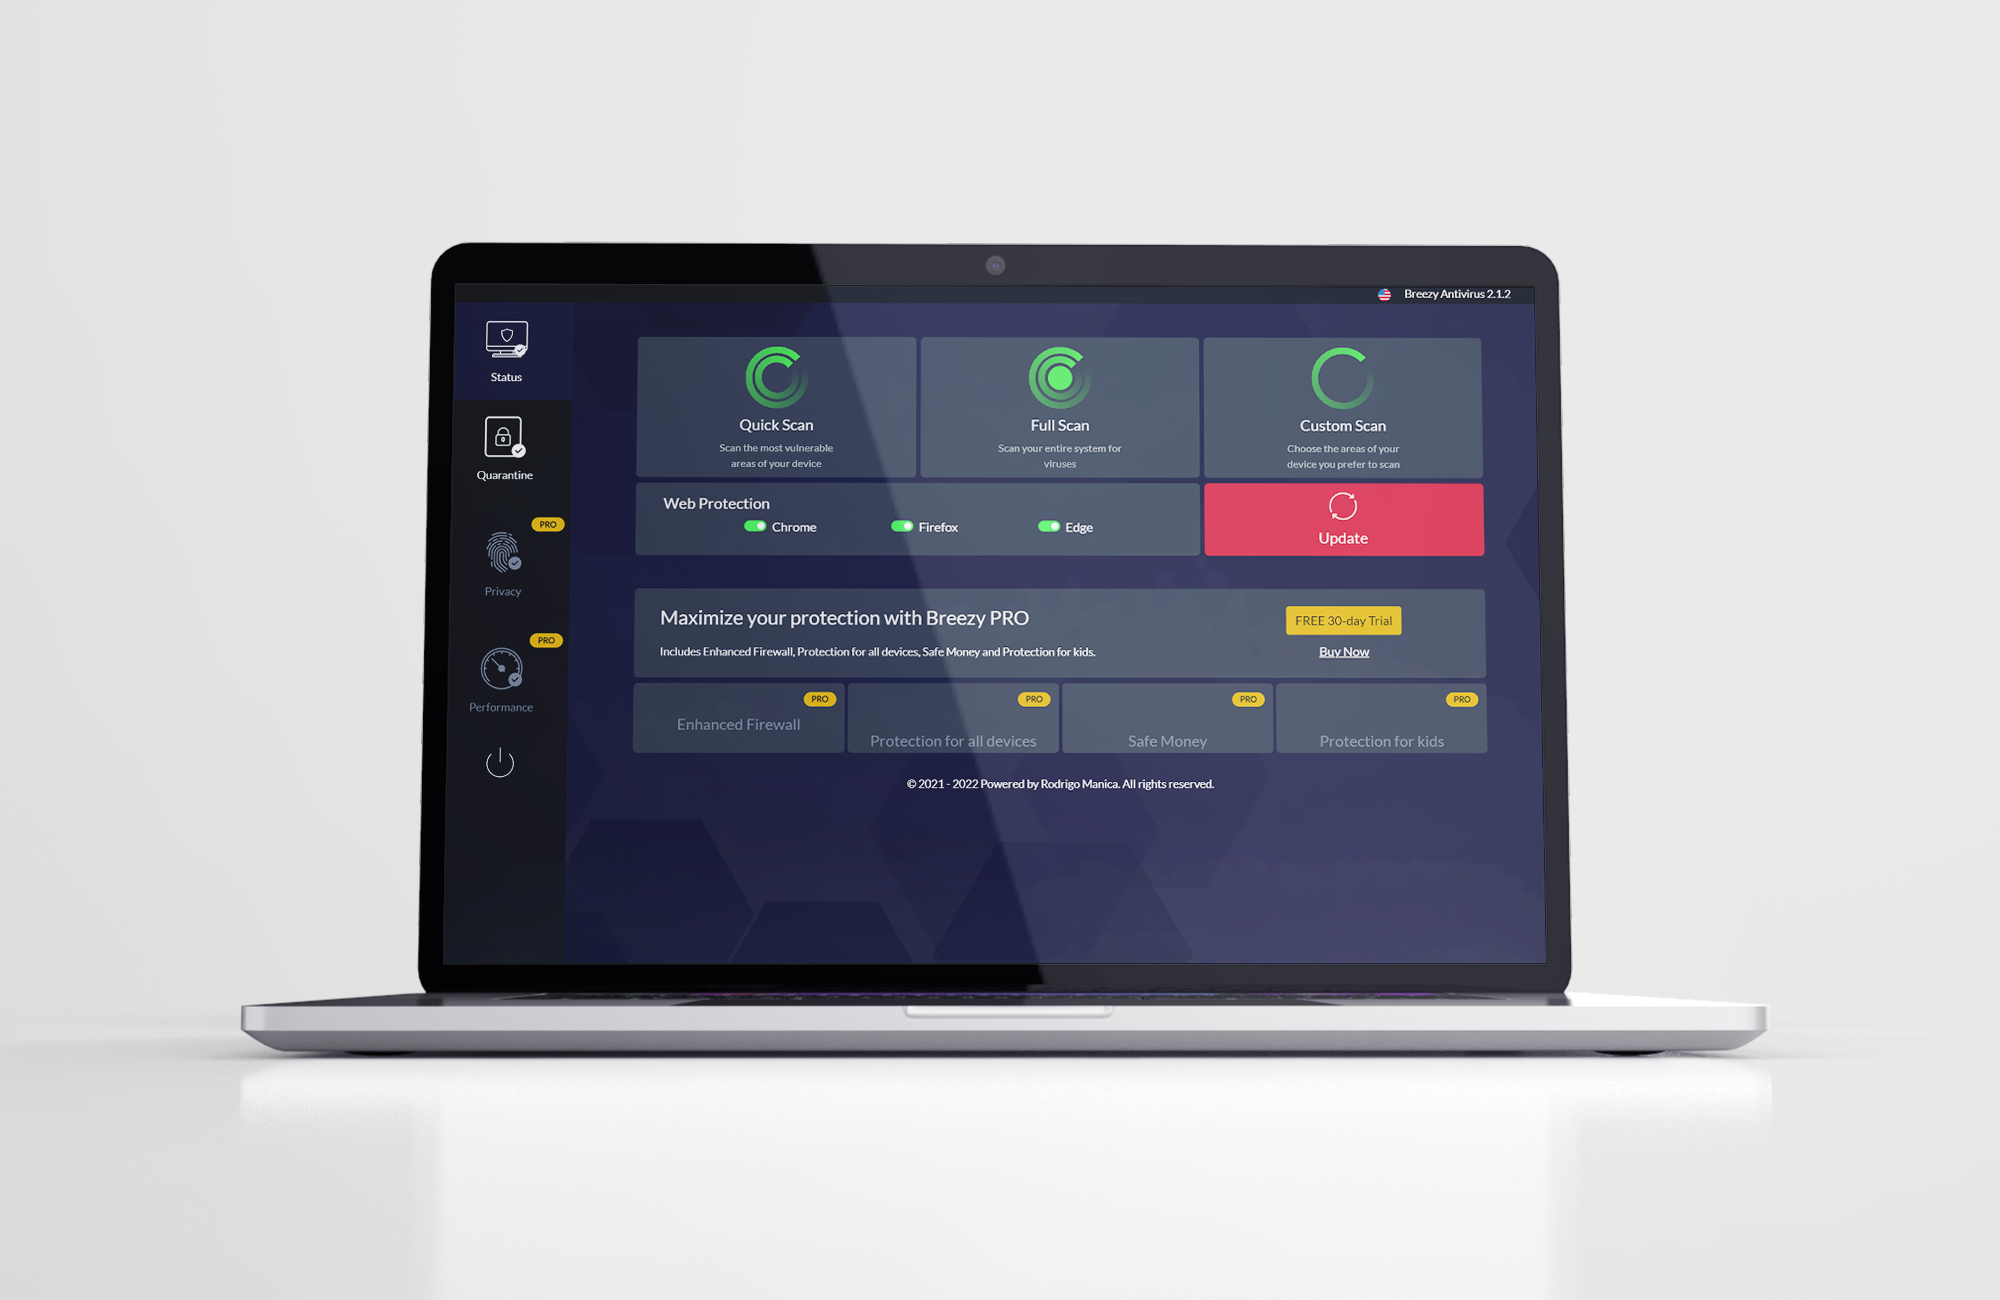 Breezy Antivirus 2.1.2
Status
Quarantine
PRO
Privacy
PRO
Performance
Quick Scan
Scan the most vulnerable
areas of your device
Full Scan
Scan your entire system for
viruses
Custom Scan
Choose the areas of your
device you prefer to scan
Web Protection
Chrome
Firefox
Edge
Update
Maximize your protection with Breezy PRO
Includes Enhanced Firewall, Protection for all devices, Safe Money and Protection for kids.
FREE 30-day Trial
Buy Now
PRO
Enhanced Firewall
PRO
Protection for all devices
PRO
Safe Money
PRO
Protection for kids
© 2021 - 2022 Powered by Rodrigo Manica. All rights reserved.